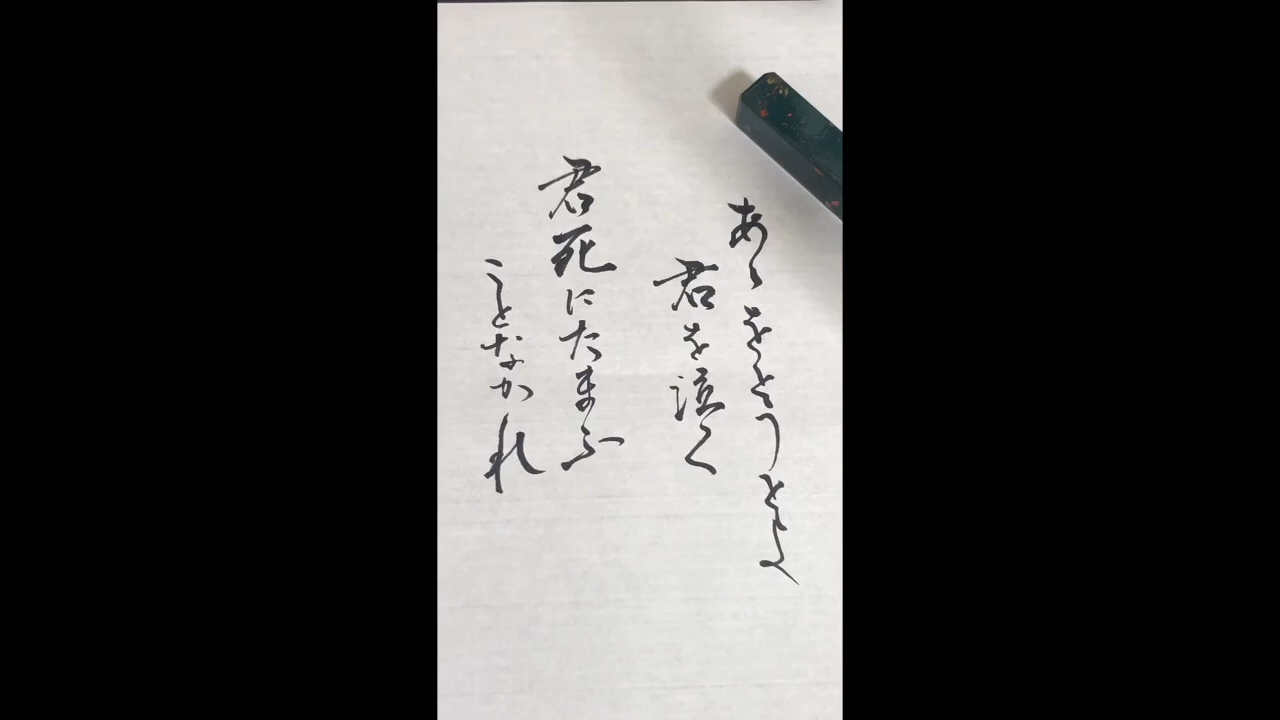 あゝをとうとよ
君を泣く
君死にたまふ
ことなかれ